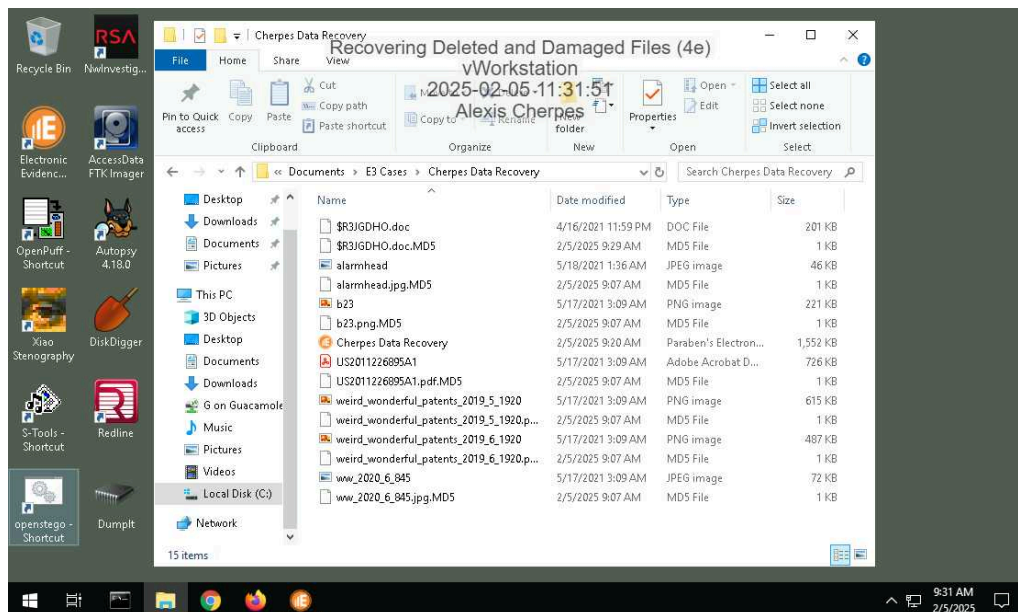 Recycle Bin
RSA
NwInvestig...
Electronic
Evidenc...
AccessData
FTK Imager
OpenPuff -
Shortcut
Autopsy
4.18.0
Xiao
Stenography
DiskDigger
S-Tools -
Shortcut
Redline
openstego -
Shortcut
DumpIt
Cherpes Data Recovery
Recovering Deleted and Damaged Files (4e)
vWorkstation
2025-02-05-11:31:51
Alexis Cherpes
File Home Share View
Pin to Quick
access
Copy
Paste
Cut
Copy path
Paste shortcut
Copy to
Rename
New
folder
Properties
Open
Edit
Select all
Select none
Invert selection
Clipboard Organize New Open Select
« Documents > E3 Cases > Cherpes Data Recovery
Search Cherpes Data Recovery
Desktop
Downloads
Documents
Pictures
This PC
3D Objects
Desktop
Documents
Downloads
G on Guacamole
Music
Pictures
Videos
Local Disk (C:)
Network
Name Date modified Type Size
$R3JGDHO.doc 4/16/2021 11:59 PM DOC File 201 KB
$R3JGDHO.doc.MD5 2/5/2025 9:29 AM MD5 File 1 KB
alarmhead 5/18/2021 1:36 AM JPEG image 46 KB
alarmhead.jpg.MD5 2/5/2025 9:07 AM MD5 File 1 KB
b23 5/17/2021 3:09 AM PNG image 221 KB
b23.png.MD5 2/5/2025 9:07 AM MD5 File 1 KB
Cherpes Data Recovery 2/5/2025 9:20 AM Paraben's Electron... 1,552 KB
US2011226895A1 5/17/2021 3:09 AM Adobe Acrobat D... 726 KB
US2011226895A1.pdf.MD5 2/5/2025 9:07 AM MD5 File 1 KB
weird_wonderful_patents_2019_5_1920 5/17/2021 3:09 AM PNG image 615 KB
weird_wonderful_patents_2019_5_1920.p... 2/5/2025 9:07 AM MD5 File 1 KB
weird_wonderful_patents_2019_6_1920 5/17/2021 3:09 AM PNG image 487 KB
weird_wonderful_patents_2019_6_1920.p... 2/5/2025 9:07 AM MD5 File 1 KB
ww_2020_6_845 5/17/2021 3:09 AM JPEG image 72 KB
ww_2020_6_845.jpg.MD5 2/5/2025 9:07 AM MD5 File 1 KB
15 items
9:31 AM
2/5/2025